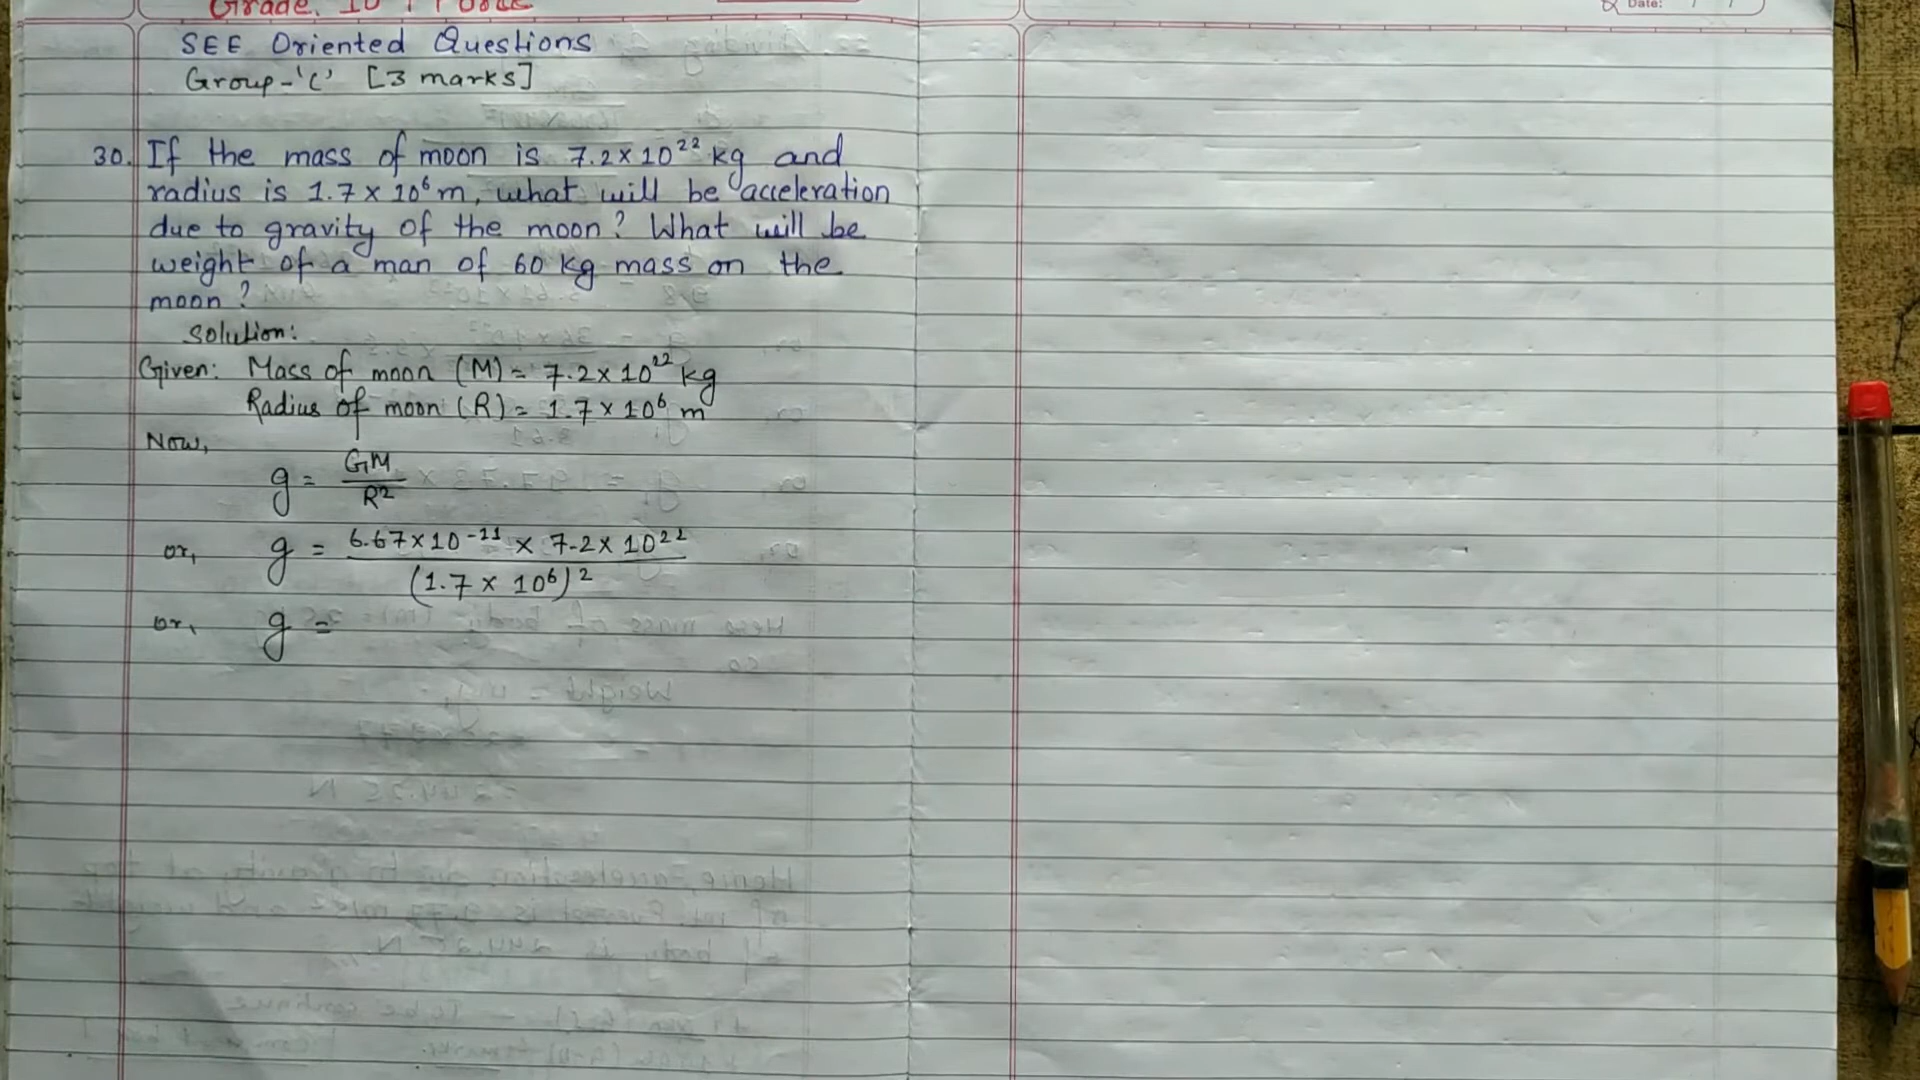 Grade. 10 : Force
Date: / /
SEE Oriented Questions
Group-'C' [3 marks]
30. If the mass of moon is 7.2 × 10²² kg and
radius is 1.7 × 10⁶ m, what will be acceleration
due to gravity of the moon? What will be
weight of a man of 60 kg mass on the
moon?
Solution:
Given: Mass of moon (M) = 7.2 × 10²² kg
Radius of moon (R) = 1.7 × 10⁶ m
Now,
g = GM / R²
or, g = 6.67 × 10⁻¹¹ × 7.2 × 10²² / (1.7 × 10⁶)²
or, g =